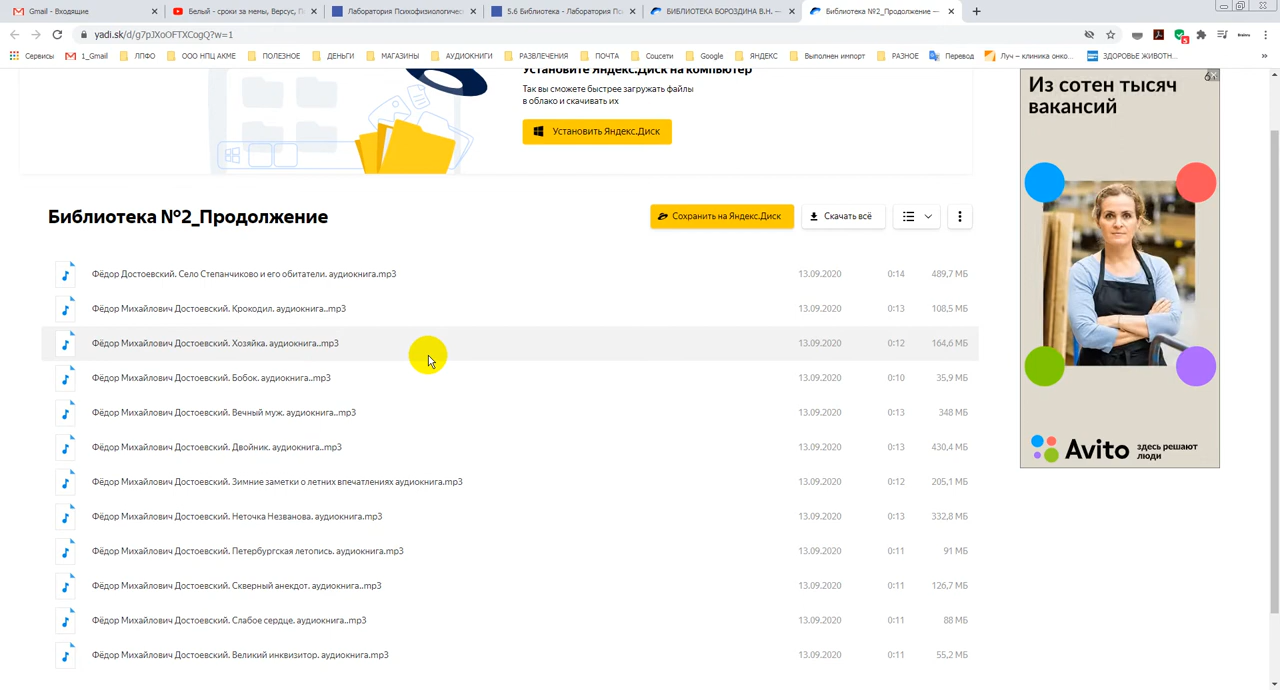 Gmail - Входящие
Белый - сроки за мемы, Версус, П
Лаборатория Психофизиологичес
5.6 Библиотека - Лаборатория Пс
БИБЛИОТЕКА БОРОЗДИНА В.Н. —
Библиотека №2_Продолжение —
yadi.sk/d/g7pJXoOFTXCogQ?w=1
Сервисы
1_Gmail
ЛПФО
ООО НПЦ АКМЕ
ПОЛЕЗНОЕ
ДЕНЬГИ
МАГАЗИНЫ
АУДИОКНИГИ
РАЗВЛЕЧЕНИЯ
ПОЧТА
Соцсети
Google
ЯНДЕКС
Выполнен импорт
РАЗНОЕ
Перевод
Луч – клиника онко...
ЗДОРОВЬЕ ЖИВОТН...
Установите Яндекс.Диск на компьютер
Так вы сможете быстрее загружать файлы
в облако и скачивать их
Установить Яндекс.Диск
Библиотека №2_Продолжение
Сохранить на Яндекс.Диск
Скачать всё
Фёдор Достоевский. Село Степанчиково и его обитатели. аудиокнига.mp3 13.09.2020 0:14 489,7 МБ
Фёдор Михайлович Достоевский. Крокодил. аудиокнига.mp3 13.09.2020 0:13 108,5 МБ
Фёдор Михайлович Достоевский. Хозяйка. аудиокнига..mp3 13.09.2020 0:12 164,6 МБ
Фёдор Михайлович Достоевский. Бобок. аудиокнига..mp3 13.09.2020 0:10 35,9 МБ
Фёдор Михайлович Достоевский. Вечный муж. аудиокнига..mp3 13.09.2020 0:13 348 МБ
Фёдор Михайлович Достоевский. Двойник. аудиокнига..mp3 13.09.2020 0:13 430,4 МБ
Фёдор Михайлович Достоевский. Зимние заметки о летних впечатлениях аудиокнига.mp3 13.09.2020 0:12 205,1 МБ
Фёдор Михайлович Достоевский. Неточка Незванова. аудиокнига.mp3 13.09.2020 0:13 332,8 МБ
Фёдор Михайлович Достоевский. Петербургская летопись. аудиокнига.mp3 13.09.2020 0:11 91 МБ
Фёдор Михайлович Достоевский. Скверный анекдот. аудиокнига.mp3 13.09.2020 0:11 126,7 МБ
Фёдор Михайлович Достоевский. Слабое сердце. аудиокнига..mp3 13.09.2020 0:11 88 МБ
Фёдор Михайлович Достоевский. Великий инквизитор. аудиокнига.mp3 13.09.2020 0:11 55,2 МБ
Из сотен тысяч
вакансий
Avito
здесь решают
люди